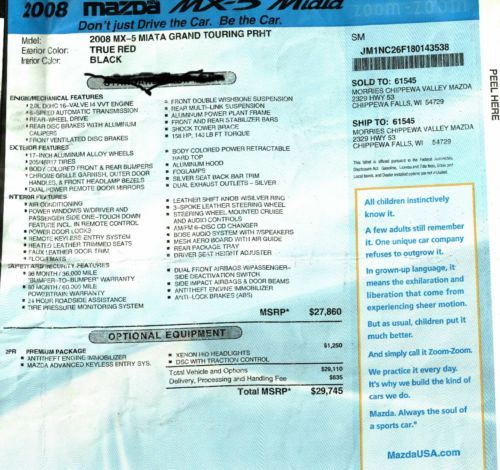 2008 mazda MX-5 Miata
zoom-zoom
Don't just Drive the Car. Be the Car.
Model: 2008 MX-5 MIATA GRAND TOURING PRHT
Exterior Color: TRUE RED
Interior Color: BLACK
SM
JM1NC26F180143538
SOLD TO: 61545
MORRIES CHIPPEWA VALLEY MAZDA
2329 HWY 53
CHIPPEWA FALLS, WI 54729
SHIP TO: 61545
MORRIES CHIPPEWA VALLEY MAZDA
2329 HWY 53
CHIPPEWA FALLS, WI 54729
PEEL HERE
ENGINE/MECHANICAL FEATURES
2.0L DOHC 16-VALVE I4 VVT ENGINE
6-SPEED AUTOMATIC TRANSMISSION
REAR-WHEEL DRIVE
REAR DISC BRAKES WITH ALUMINUM
CALIPERS
FRONT VENTILATED DISC BRAKES
FRONT DOUBLE WISHBONE SUSPENSION
REAR MULTI-LINK SUSPENSION
ALUMINUM POWER PLANT FRAME
FRONT AND REAR STABILIZER BARS
SHOCK TOWER BRACE
158 HP, 140 LB FT TORQUE
EXTERIOR FEATURES
17-INCH ALUMINUM ALLOY WHEELS
205/45R17 TIRES
BODY COLORED FRONT & REAR BUMPERS
CHROME GRILLE GARNISH, OUTER DOOR
HANDLES, & FRONT HEADLAMP BEZELS
DUAL POWER REMOTE DOOR MIRRORS
BODY COLORED POWER RETRACTABLE
HARD TOP
ALUMINUM HOOD
FOGLAMPS
SILVER SEAT BACK BAR TRIM
DUAL EXHAUST OUTLETS - SILVER
INTERIOR FEATURES
AIR CONDITIONING
POWER WINDOWS W/DRIVER AND
PASSENGER SIDE ONE-TOUCH DOWN
FEATURE INCL. IN REMOTE CONTROL
POWER DOOR LOCKS
REMOTE KEYLESS ENTRY SYSTEM
HEATED LEATHER TRIMMED SEATS
FAUX LEATHER DOOR TRIM
FLOOR MATS
LEATHER SHIFT KNOB W/SILVER RING
3-SPOKE LEATHER STEERING WHEEL
STEERING WHEEL MOUNTED CRUISE
AND AUDIO CONTROLS
AM/FM 6-DISC CD CHANGER
BOSE AUDIO SYSTEM WITH 7 SPEAKERS
MESH AERO BOARD WITH AIR GUIDE
REAR PACKAGE TRAY
DRIVER SEAT HEIGHT ADJUSTER
SAFETY AND SECURITY FEATURES
36 MONTH / 36,000 MILE
"BUMPER-TO-BUMPER" WARRANTY
60 MONTH / 60,000 MILE
POWERTRAIN WARRANTY
24 HOUR ROADSIDE ASSISTANCE
TIRE PRESSURE MONITORING SYSTEM
DUAL FRONT AIRBAGS W/PASSENGER-
SIDE DEACTIVATION SWITCH
SIDE IMPACT AIRBAGS & DOOR BEAMS
ANTITHEFT ENGINE IMMOBILIZER
ANTI-LOCK BRAKES (ABS)
MSRP* $27,860
OPTIONAL EQUIPMENT
2PR PREMIUM PACKAGE $1,250
ANTITHEFT ENGINE IMMOBILIZER
MAZDA ADVANCED KEYLESS ENTRY SYS.
XENON HID HEADLIGHTS
DSC WITH TRACTION CONTROL
Total Vehicle and Options $29,110
Delivery, Processing and Handling Fee $635
Total MSRP* $29,745
All children instinctively
know it.
A few adults still remember
it. One unique car company
refuses to outgrow it.
In grown-up language, it
means the exhilaration and
liberation that come from
experiencing sheer motion.
But as usual, children put it
much better.
And simply call it Zoom-Zoom.
We practice it every day.
It's why we build the kind of
cars we do.
Mazda. Always the soul of
a sports car.®
MazdaUSA.com